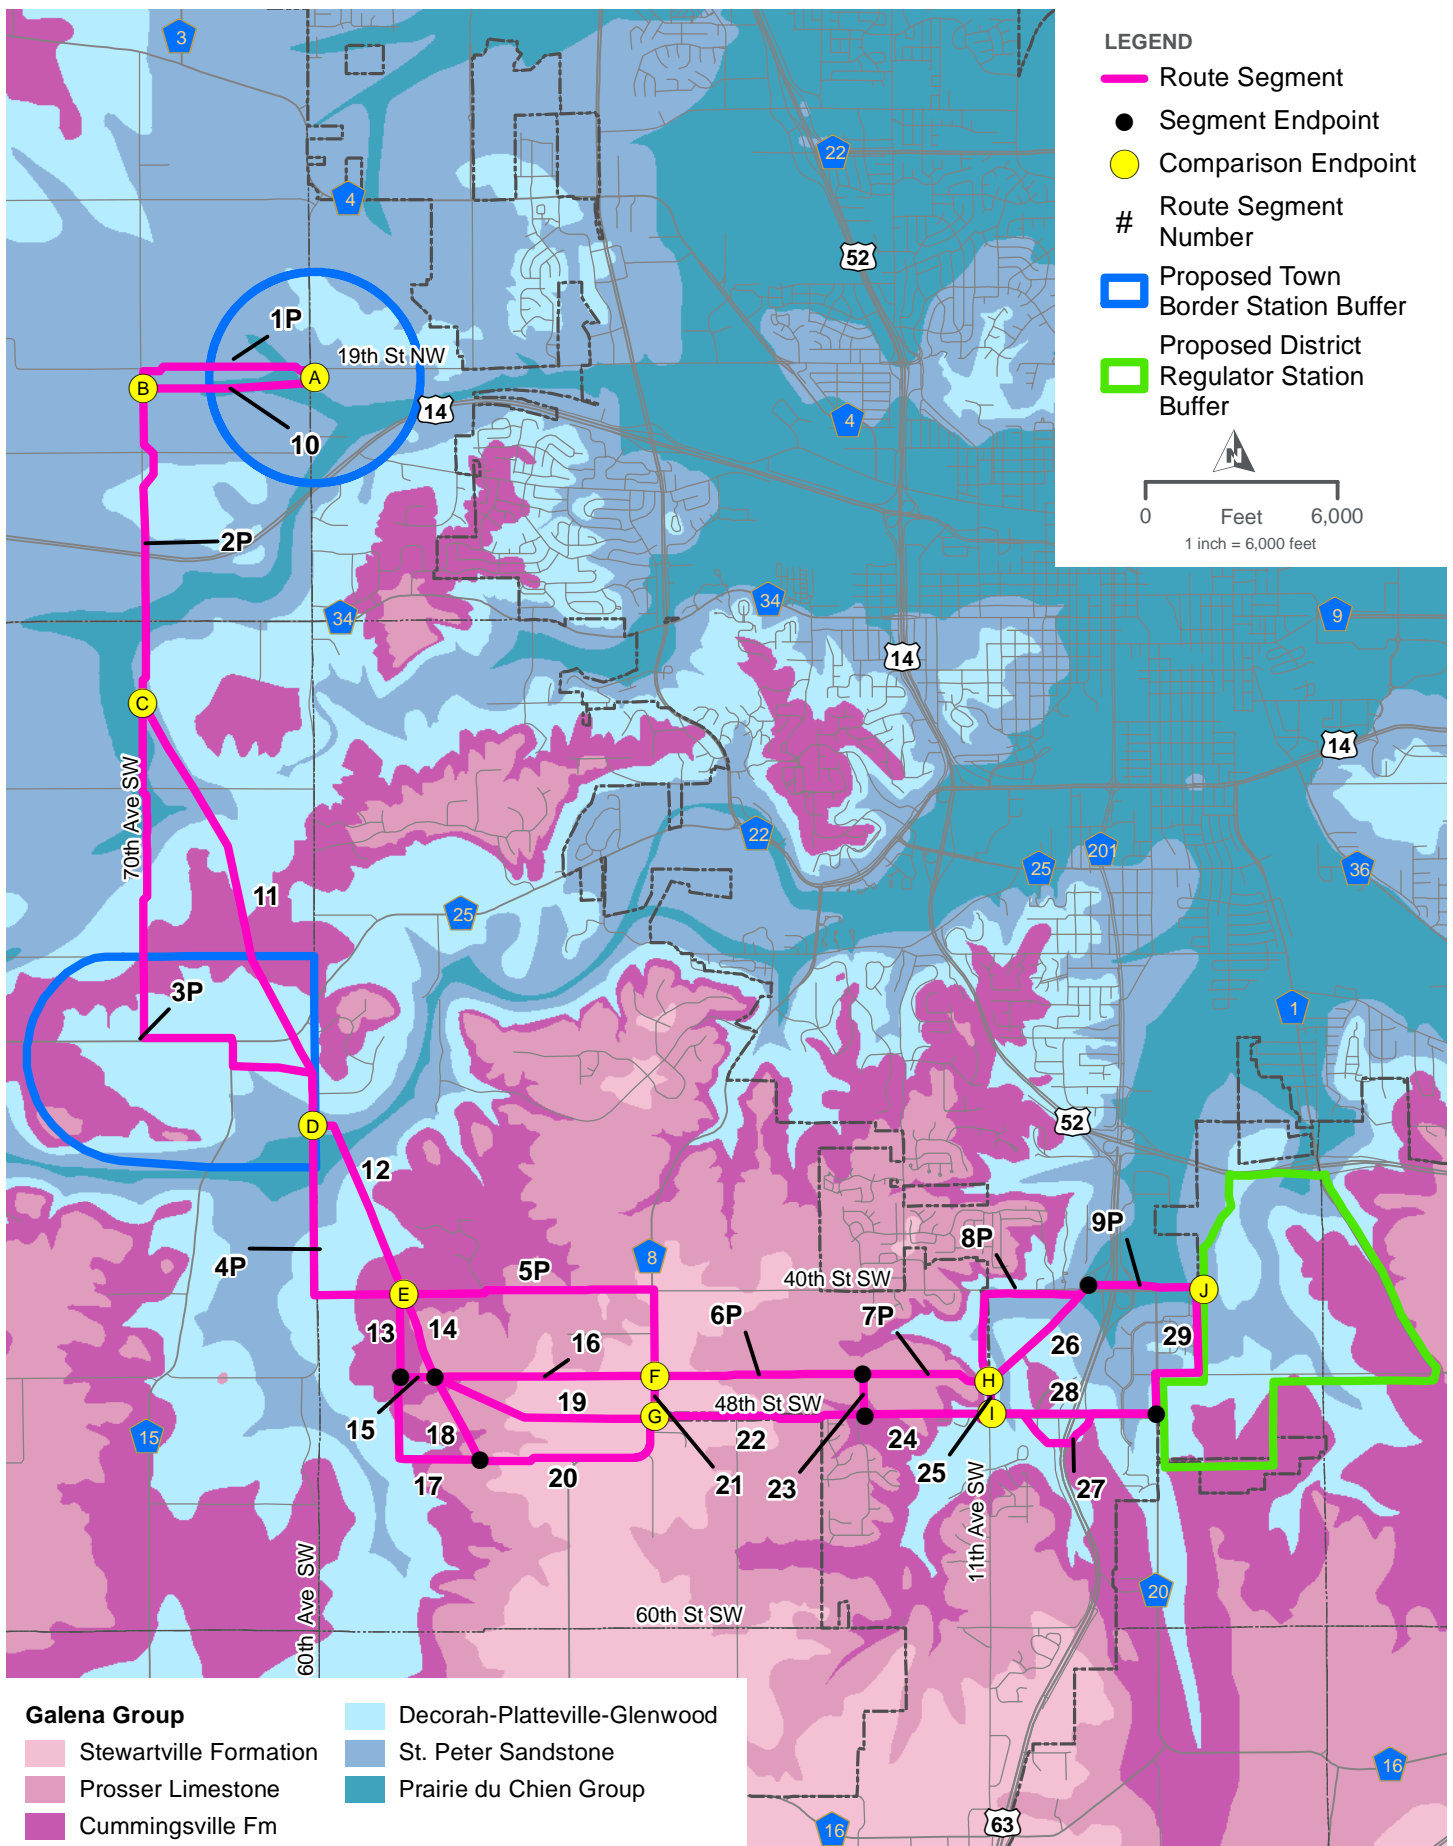 LEGEND
Route Segment
Segment Endpoint
Comparison Endpoint
# Route Segment
Number
Proposed Town
Border Station Buffer
Proposed District
Regulator Station
Buffer
N
0 Feet 6,000
1 inch = 6,000 feet
3
22
4
52
1P
19th St NW
A
B
14
4
10
2P
34
34
9
14
C
14
70th Ave SW
22
201
25
36
11
25
3P
1
D
52
12
4P
8
5P
40th St SW
8P
9P
E
J
13
14
16
6P
7P
26
29
F
H
28
15
19
48th St SW
G
I
15
18
22
24
17
20
21
23
25
27
11th Ave SW
60th Ave SW
20
60th St SW
16
63
16
Galena Group
Stewartville Formation
Prosser Limestone
Cummingsville Fm
Decorah-Platteville-Glenwood
St. Peter Sandstone
Prairie du Chien Group